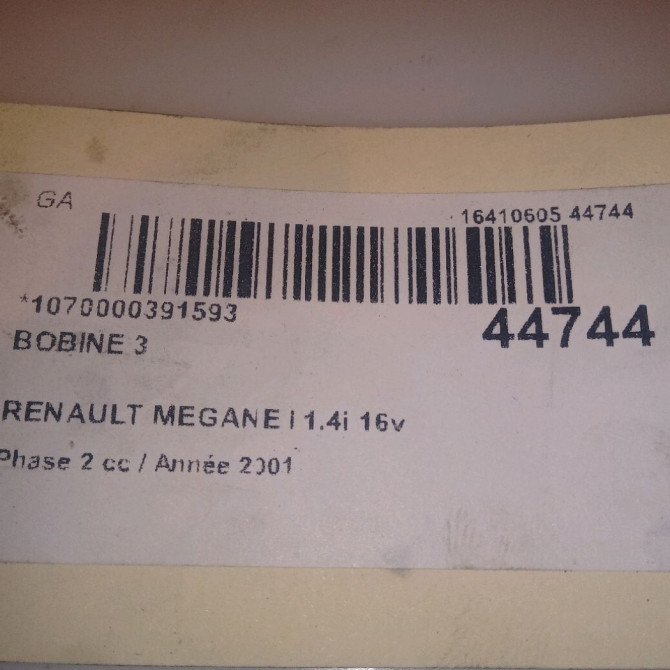 GA
16410605 44744
*1070000391593
44744
BOBINE 3
RENAULT MEGANE I 1.4i 16v
Phase 2 cc / Année 2001